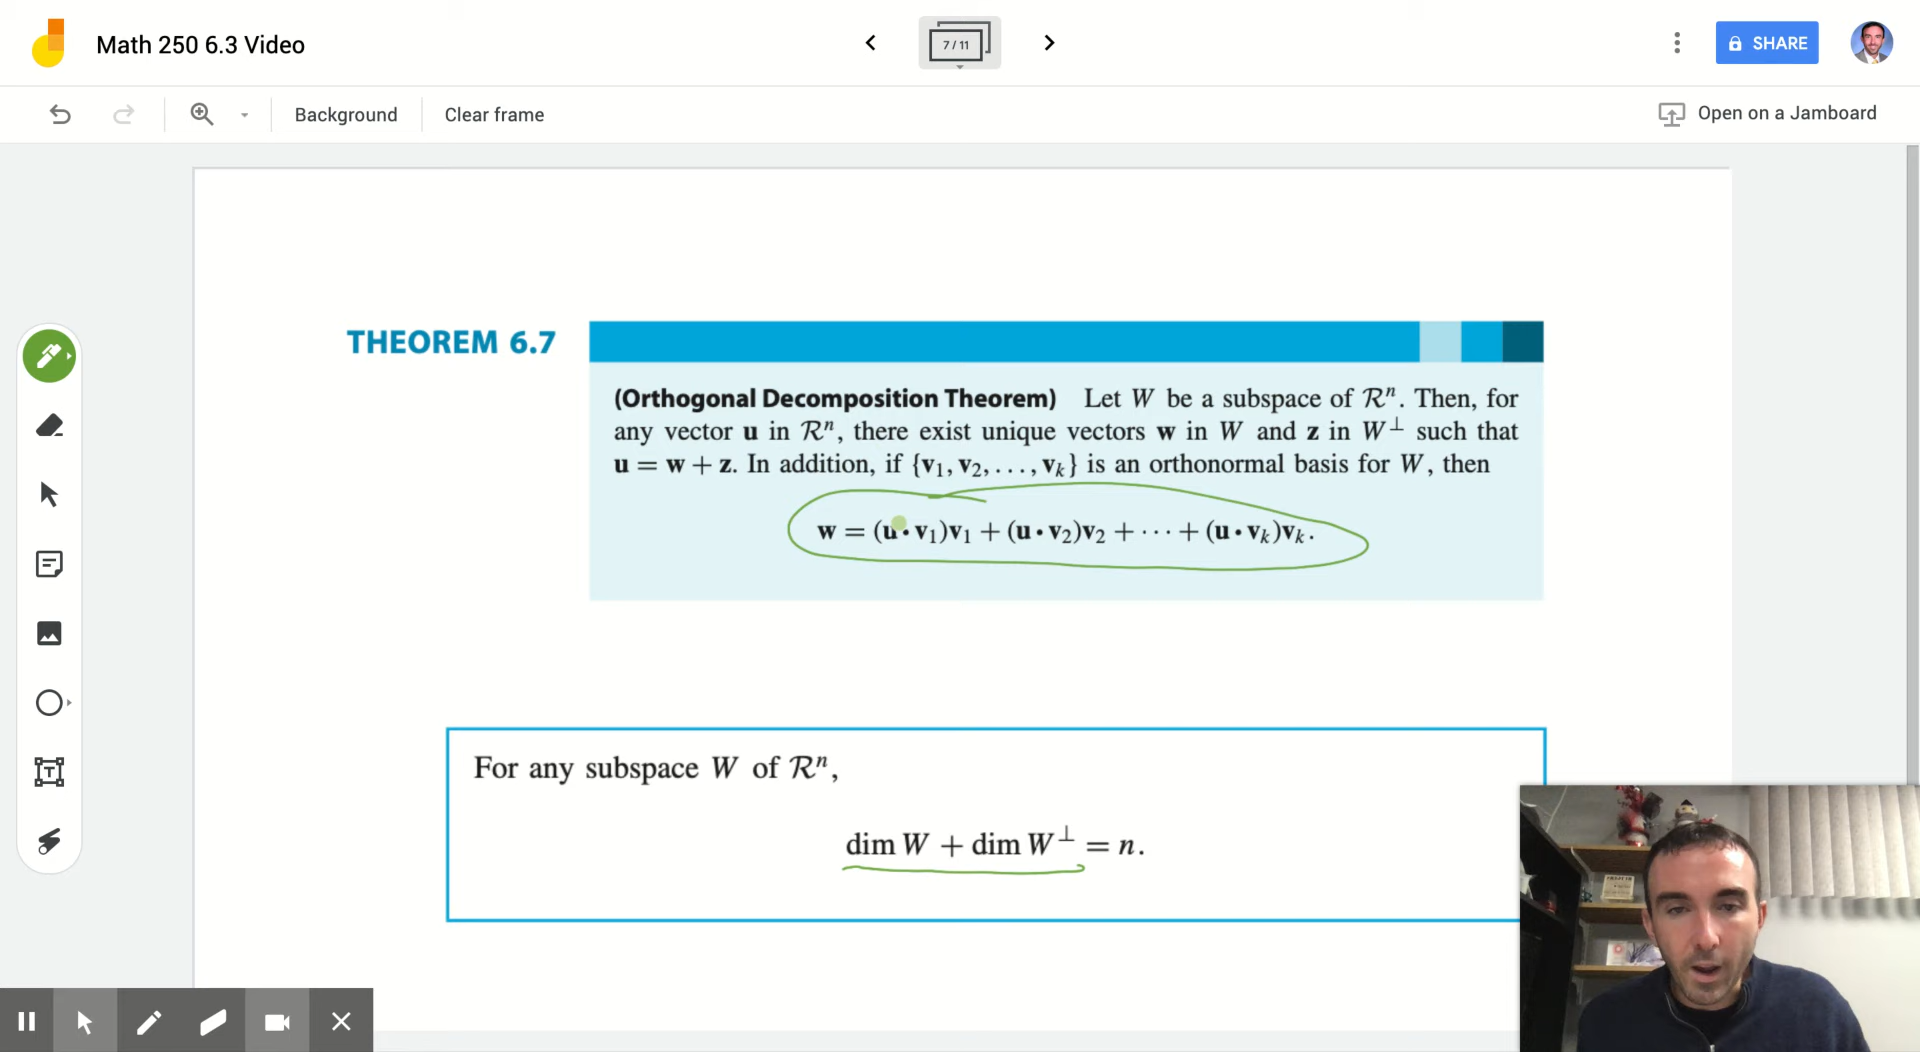 Math 250 6.3 Video
7 / 11
SHARE
Background
Clear frame
Open on a Jamboard
THEOREM 6.7
(Orthogonal Decomposition Theorem) Let W be a subspace of ℛⁿ. Then, for
any vector u in ℛⁿ, there exist unique vectors w in W and z in W⊥ such that
u = w + z. In addition, if {v₁, v₂, . . . , vₖ} is an orthonormal basis for W, then
w = (u • v₁)v₁ + (u • v₂)v₂ + · · · + (u • vₖ)vₖ.
For any subspace W of ℛⁿ,
dim W + dim W⊥ = n.